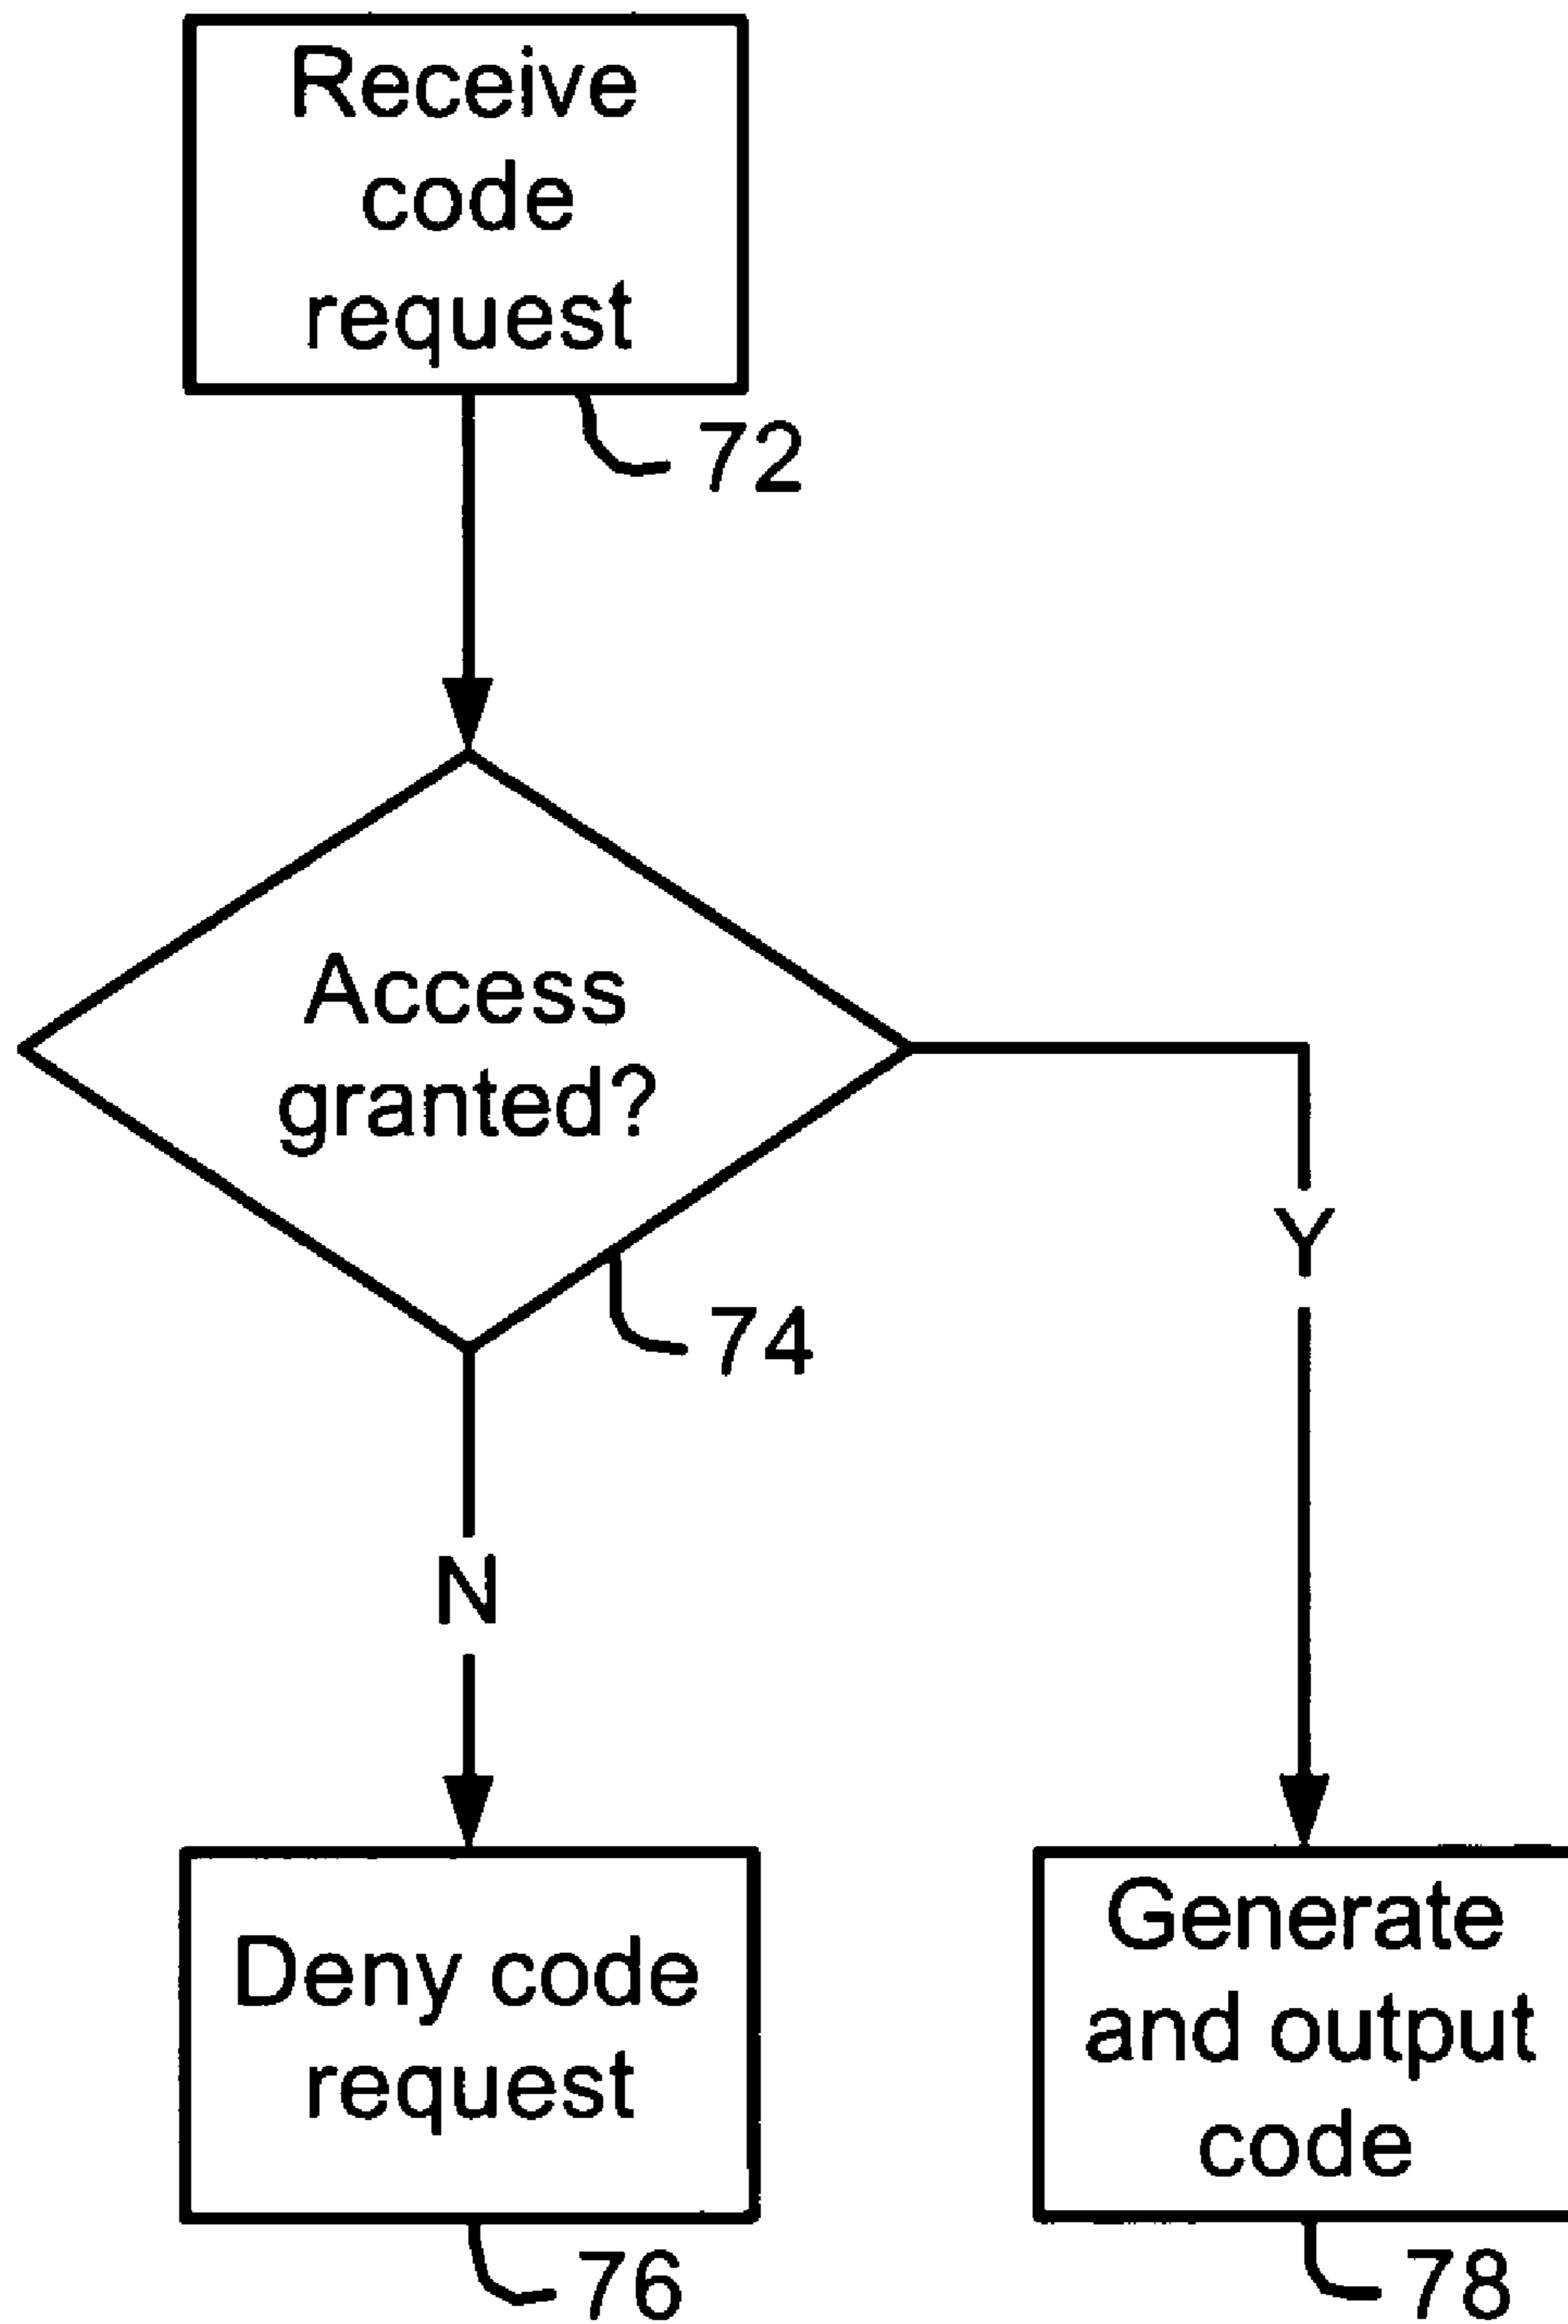 Receive
code
request
72
Access
granted?
74
Y
N
Deny code
request
76
Generate
and output
code
78